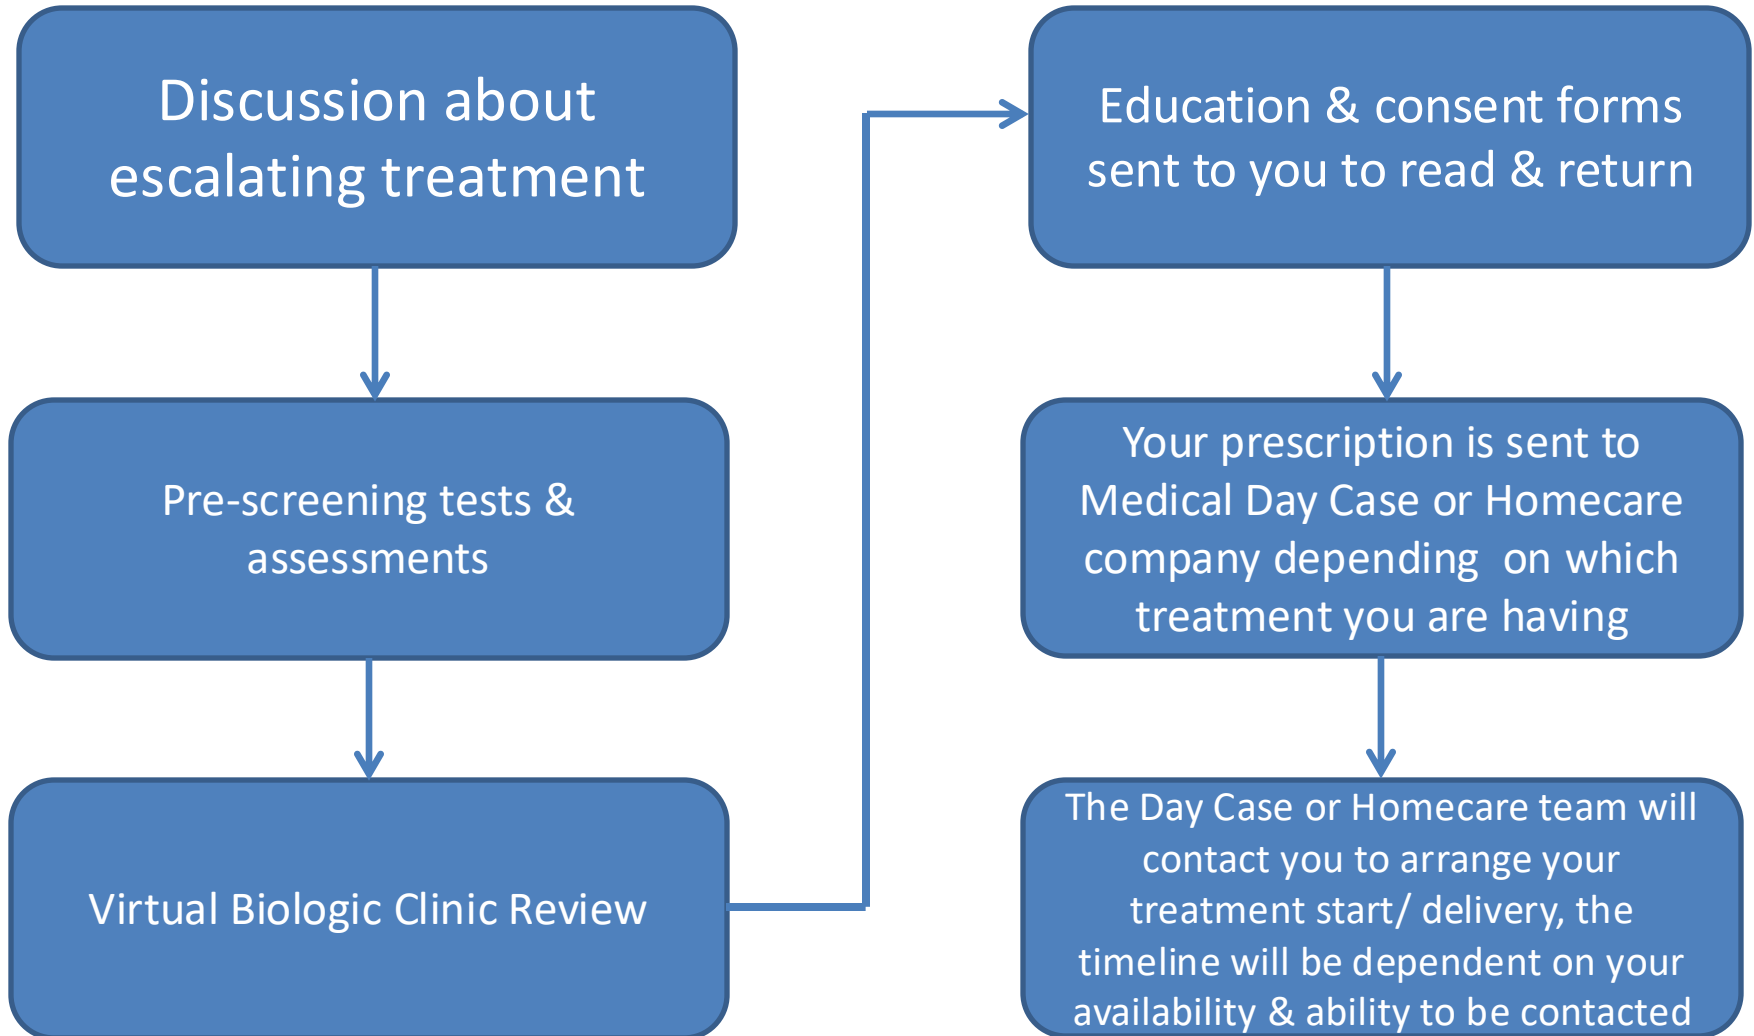 Discussion about
escalating treatment
Pre-screening tests &
assessments
Virtual Biologic Clinic Review
Education & consent forms
sent to you to read & return
Your prescription is sent to
Medical Day Case or Homecare
company depending  on which
treatment you are having
The Day Case or Homecare team will
contact you to arrange your
treatment start/ delivery, the
timeline will be dependent on your
availability & ability to be contacted